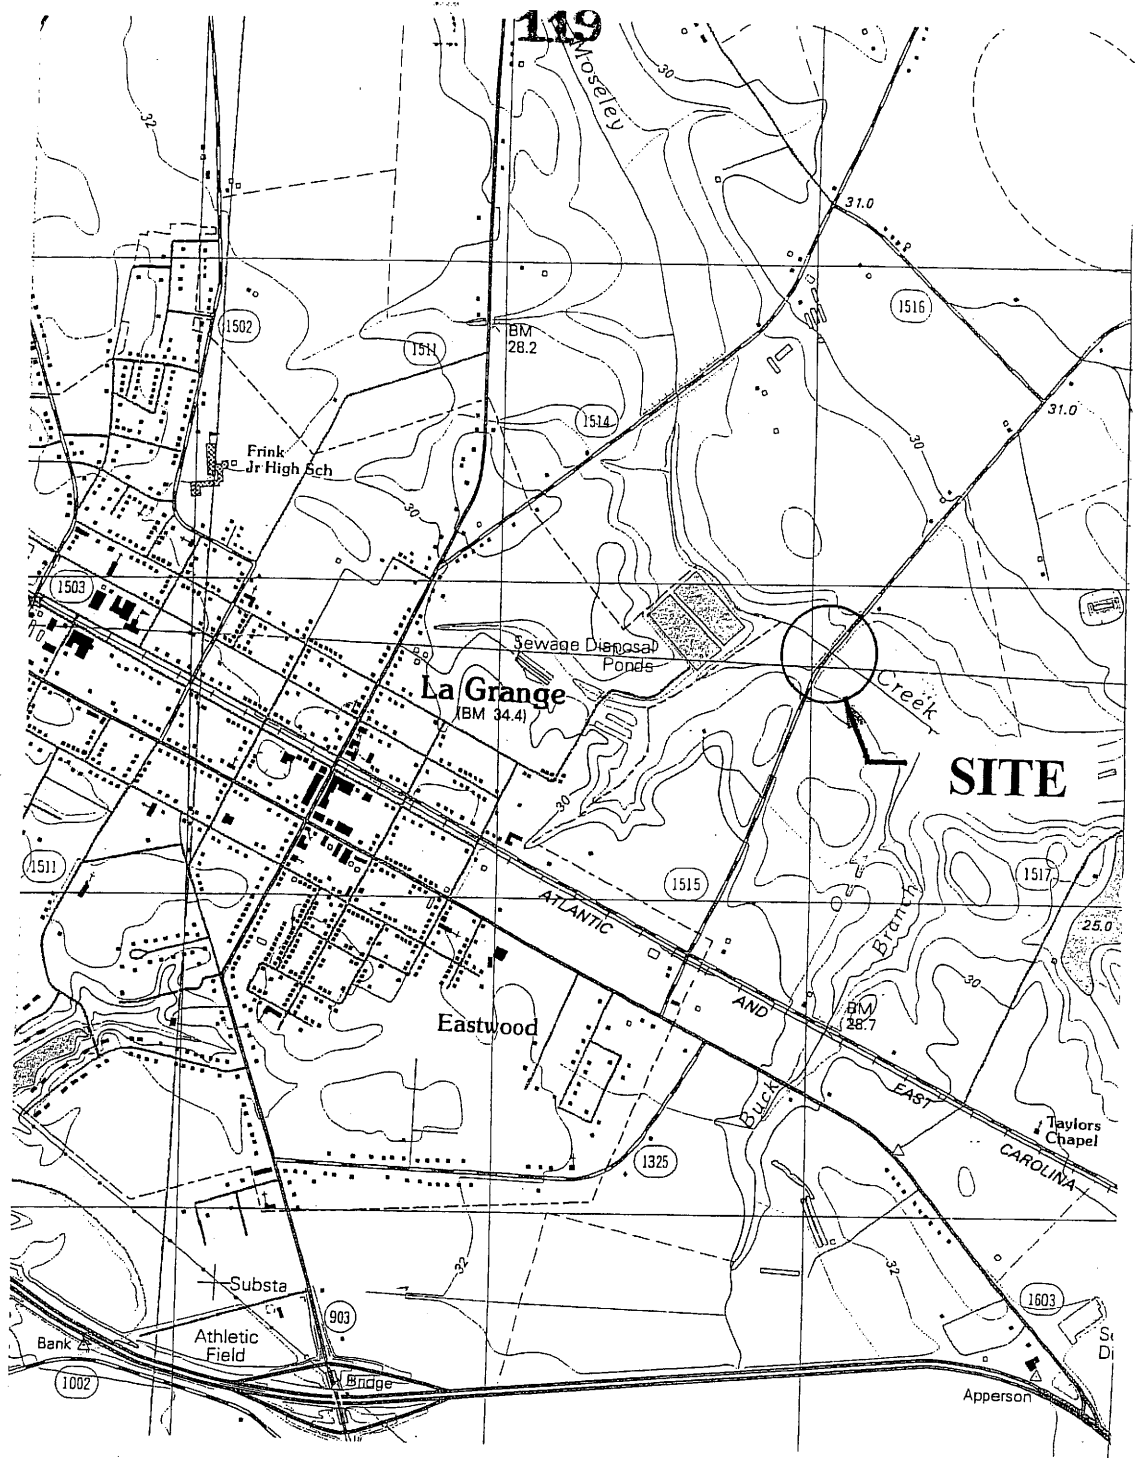 119
Moseley
30
32
31.0
1516
1502
BM
28.2
1511
31.0
1514
30
Frink
Jr High Sch
30
1503
Sewage Disposal
Ponds
La Grange
(BM 34.4)
Creek
SITE
30
1511
1515
1517
ATLANTIC
Branch
25.0
30
AND
BM
28.7
Eastwood
EAST
Buck
Taylors
Chapel
CAROLINA
1325
32
32
Substa
903
1603
Bank
Athletic
Field
Bridge
1002
Apperson